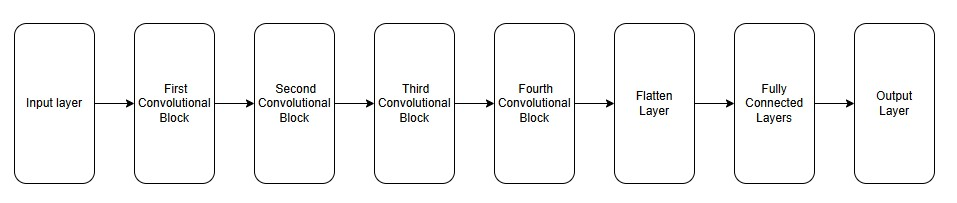 Input layer
First
Convolutional
Block
Second
Convolutional
Block
Third
Convolutional
Block
Fourth
Convolutional
Block
Flatten
Layer
Fully
Connected
Layers
Output
Layer